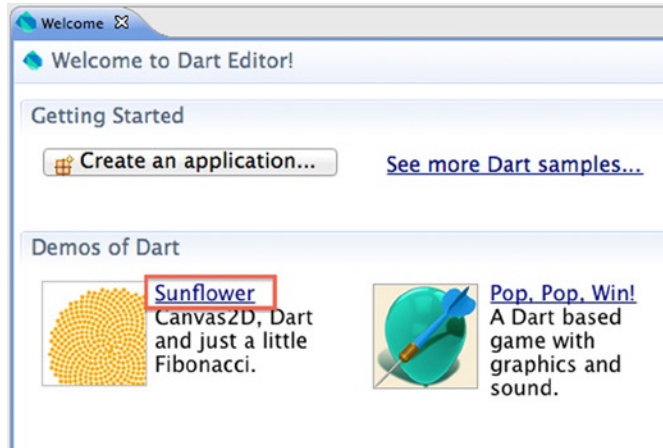 Welcome
Welcome to Dart Editor!
Getting Started
Create an application...
See more Dart samples...
Demos of Dart
Sunflower
Canvas2D, Dart
and just a little
Fibonacci.
Pop, Pop, Win!
A Dart based
game with
graphics and
sound.